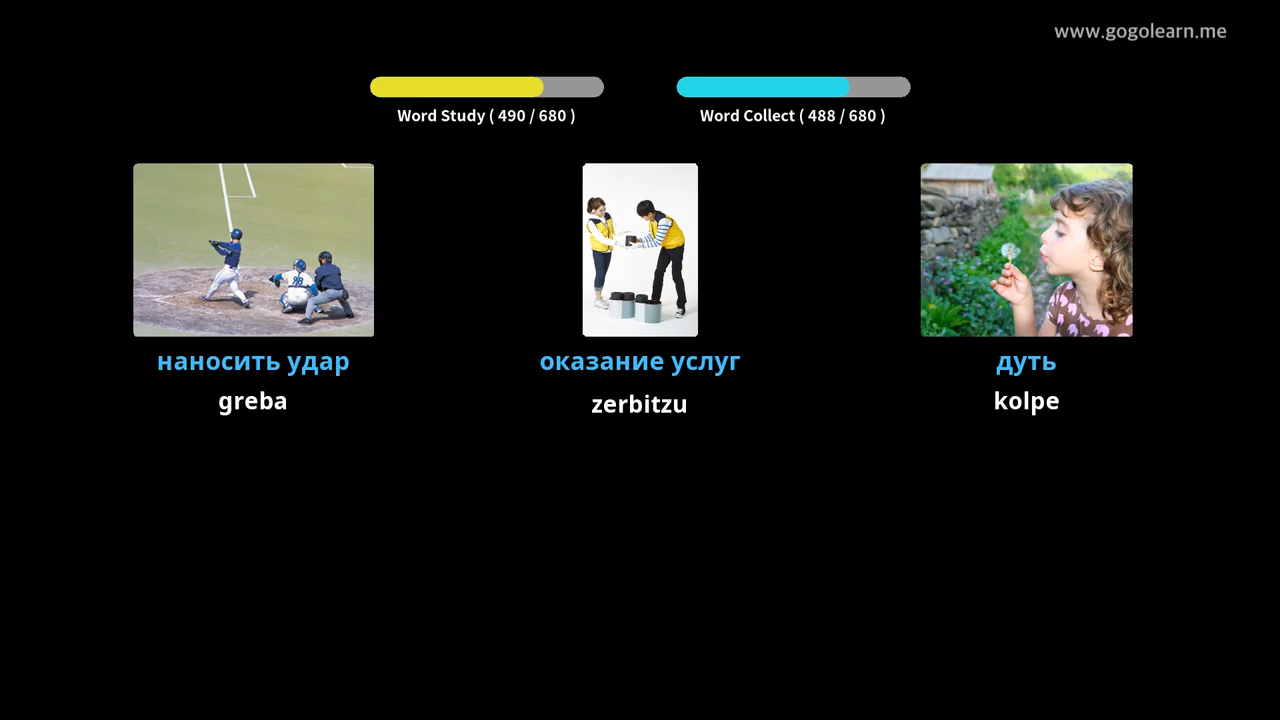 www.gogolearn.me
Word Study ( 490 / 680 )
Word Collect ( 488 / 680 )
наносить удар
greba
оказание услуг
zerbitzu
дуть
kolpe